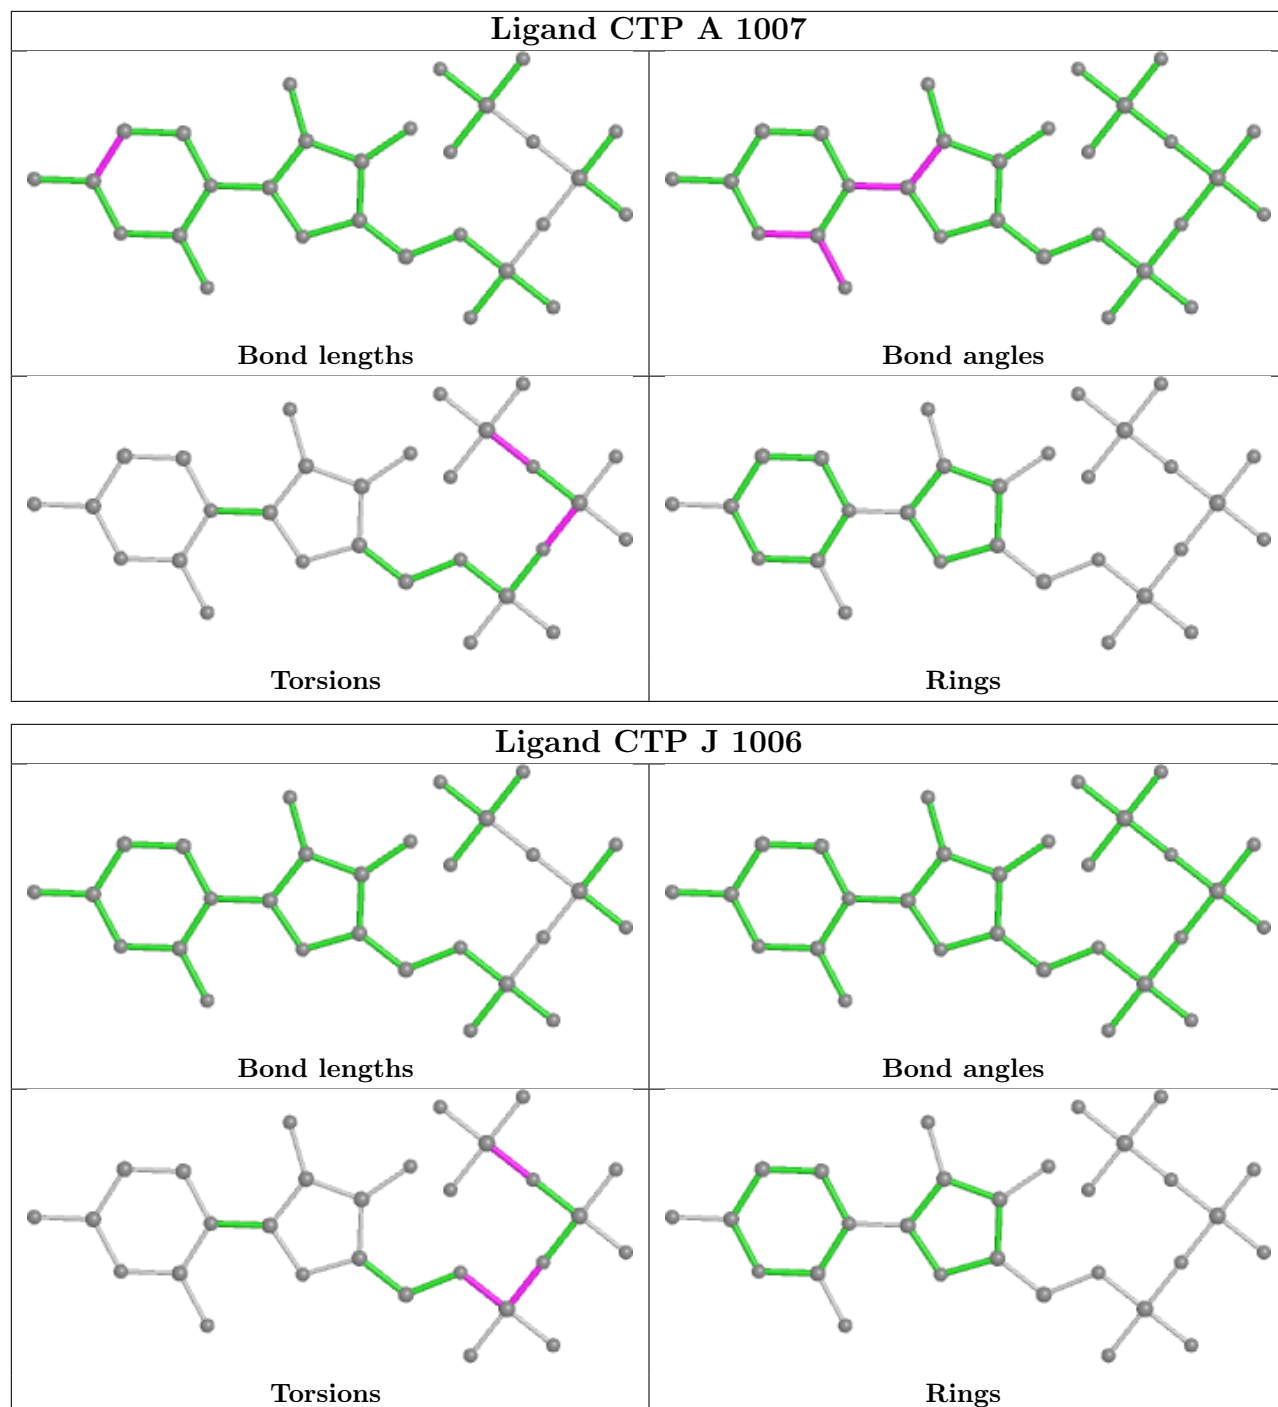 Ligand CTP A 1007
Bond lengths
Bond angles
Torsions
Rings
Ligand CTP J 1006
Bond lengths
Bond angles
Torsions
Rings